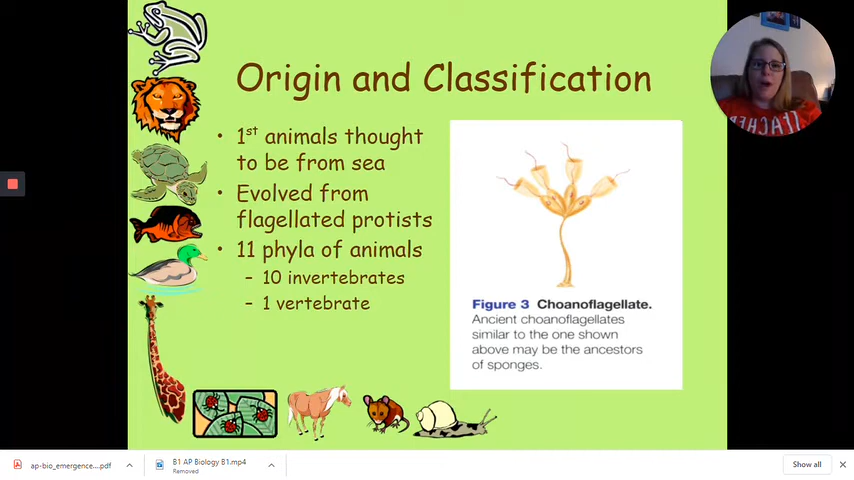 Origin and Classification
• 1st animals thought
to be from sea
• Evolved from
flagellated protists
• 11 phyla of animals
- 10 invertebrates
- 1 vertebrate
Figure 3 Choanoflagellate.
Ancient choanoflagellates
similar to the one shown
above may be the ancestors
of sponges.
TEACHER
ap-bio_emergence....pdf
B1 AP Biology B1.mp4
Removed
Show all